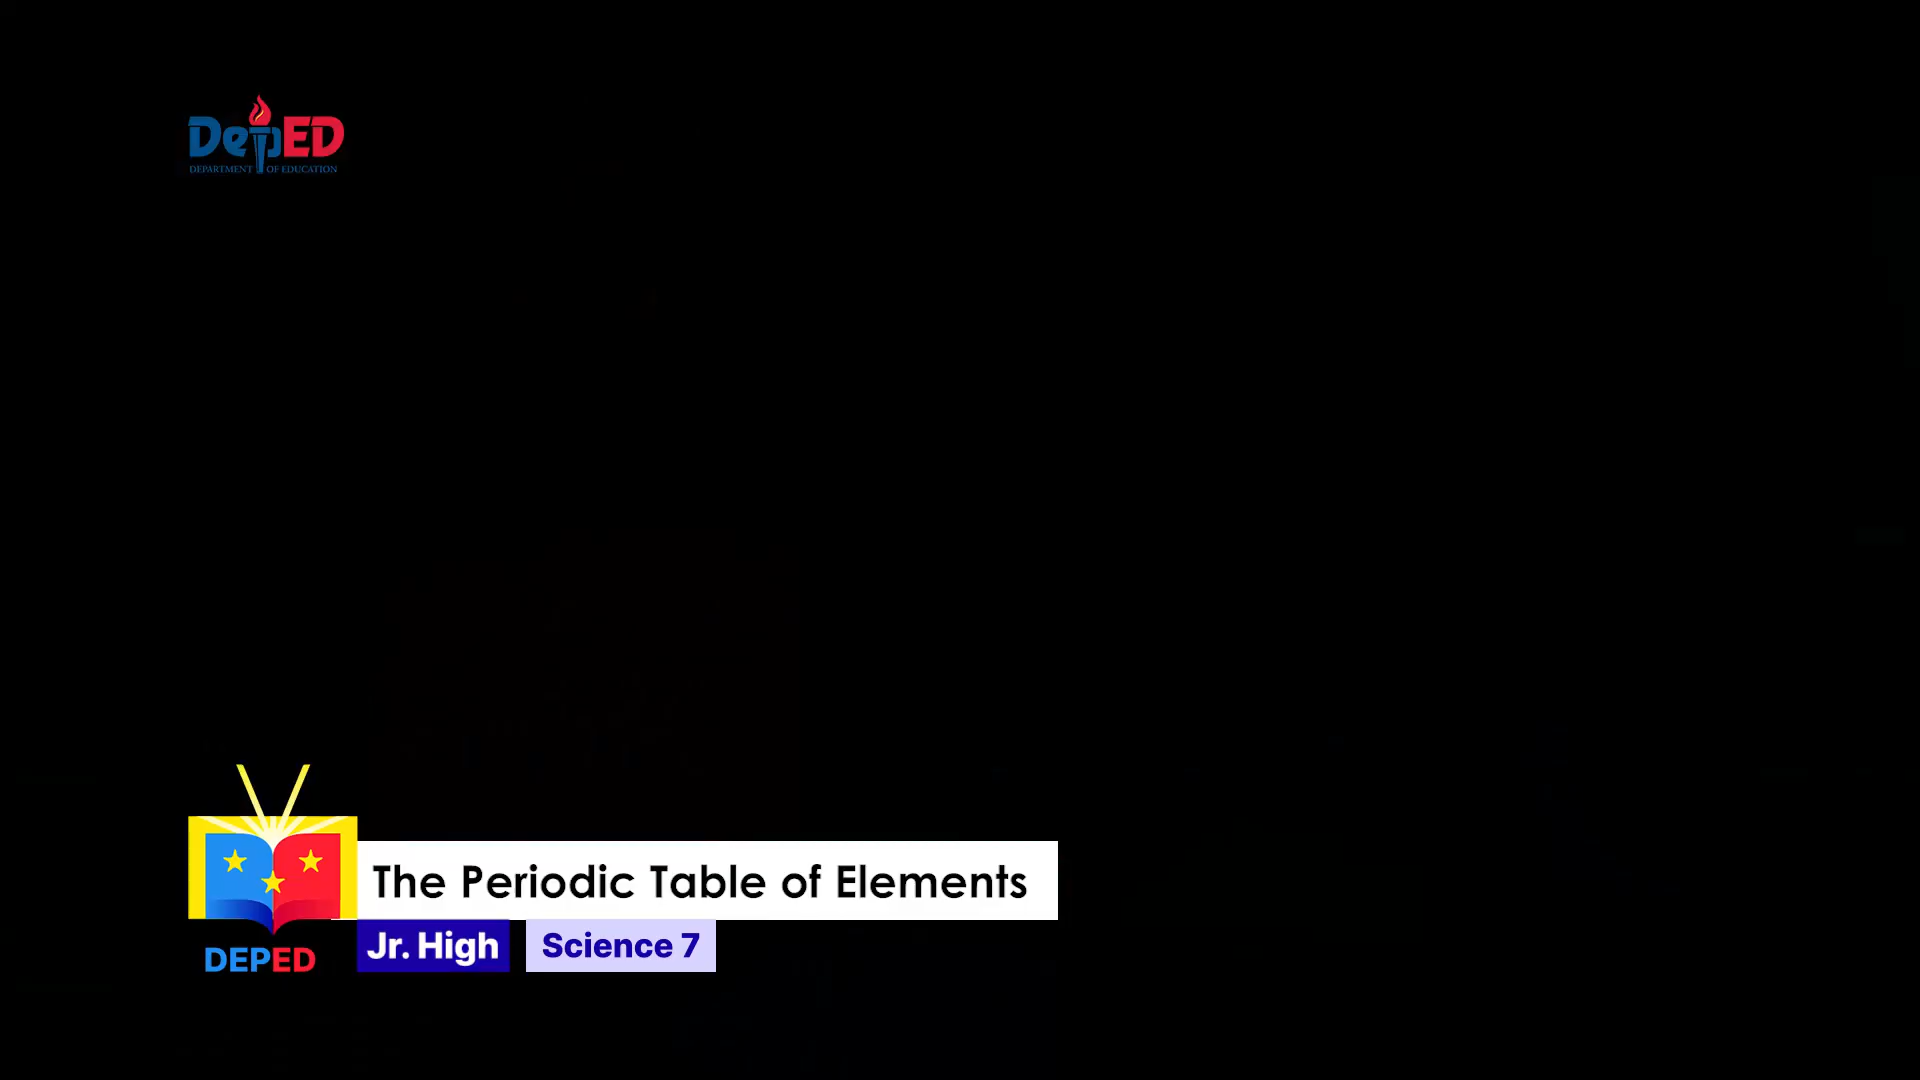 DepED
DEPARTMENT OF EDUCATION
The Periodic Table of Elements
Jr. High Science 7
DEPED